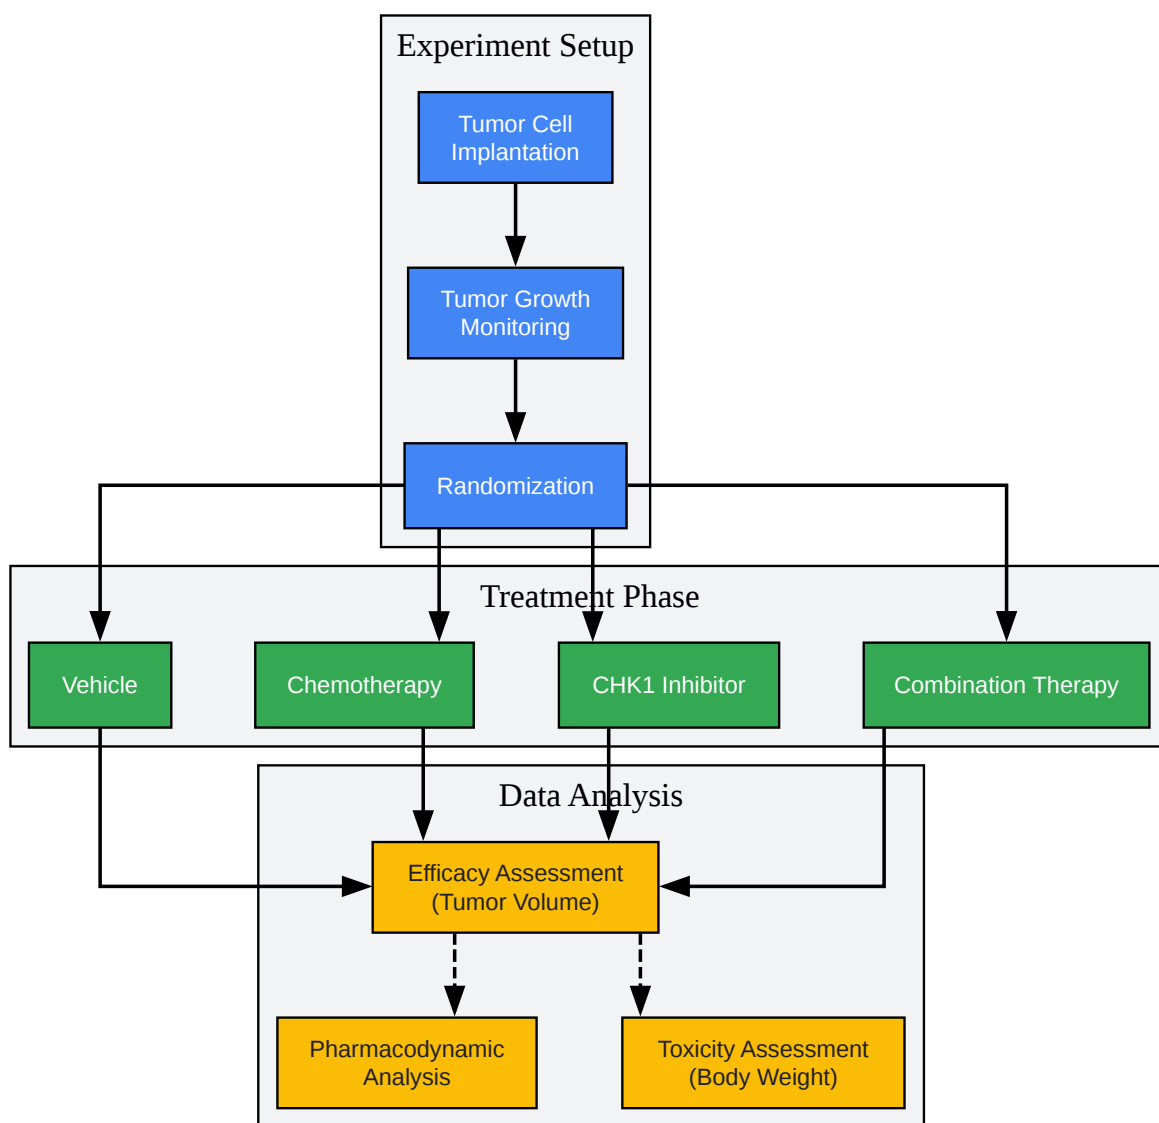 Experiment Setup
Tumor Cell
Implantation
Tumor Growth
Monitoring
Randomization
Treatment Phase
Vehicle
Chemotherapy
CHK1 Inhibitor
Combination Therapy
Data Analysis
Efficacy Assessment
(Tumor Volume)
Pharmacodynamic
Analysis
Toxicity Assessment
(Body Weight)